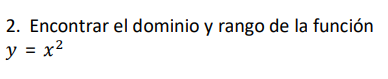 2. Encontrar el dominio y rango de la función
y = x²